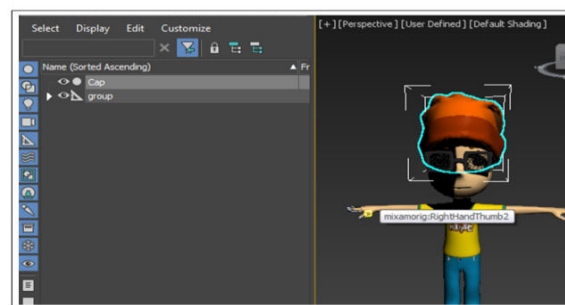 Select Display Edit Customize
Name (Sorted Ascending) Fr
Cap
group
[+] [Perspective] [User Defined] [Default Shading]
mixamorig:RightHandThumb2